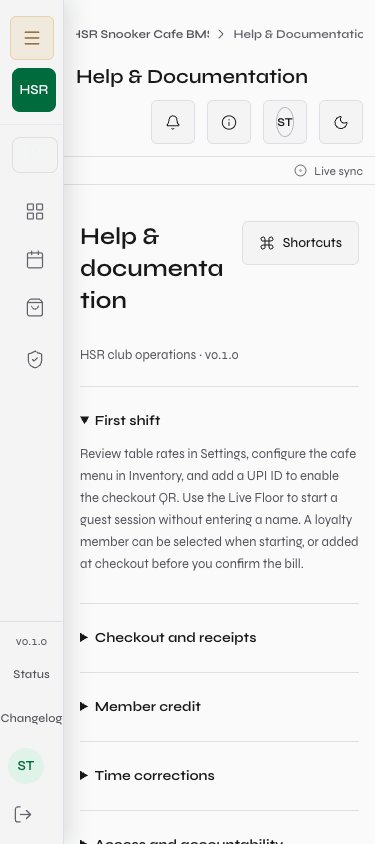 HSR Snooker Cafe BMS > Help & Documentatio
Help & Documentation
HSR
ST
Live sync
Help &
documenta
tion
Shortcuts
HSR club operations · v0.1.0
First shift
Review table rates in Settings, configure the cafe
menu in Inventory, and add a UPI ID to enable
the checkout QR. Use the Live Floor to start a
guest session without entering a name. A loyalty
member can be selected when starting, or added
at checkout before you confirm the bill.
Checkout and receipts
Member credit
Time corrections
Access and accountability
v0.1.0
Status
Changelog
ST